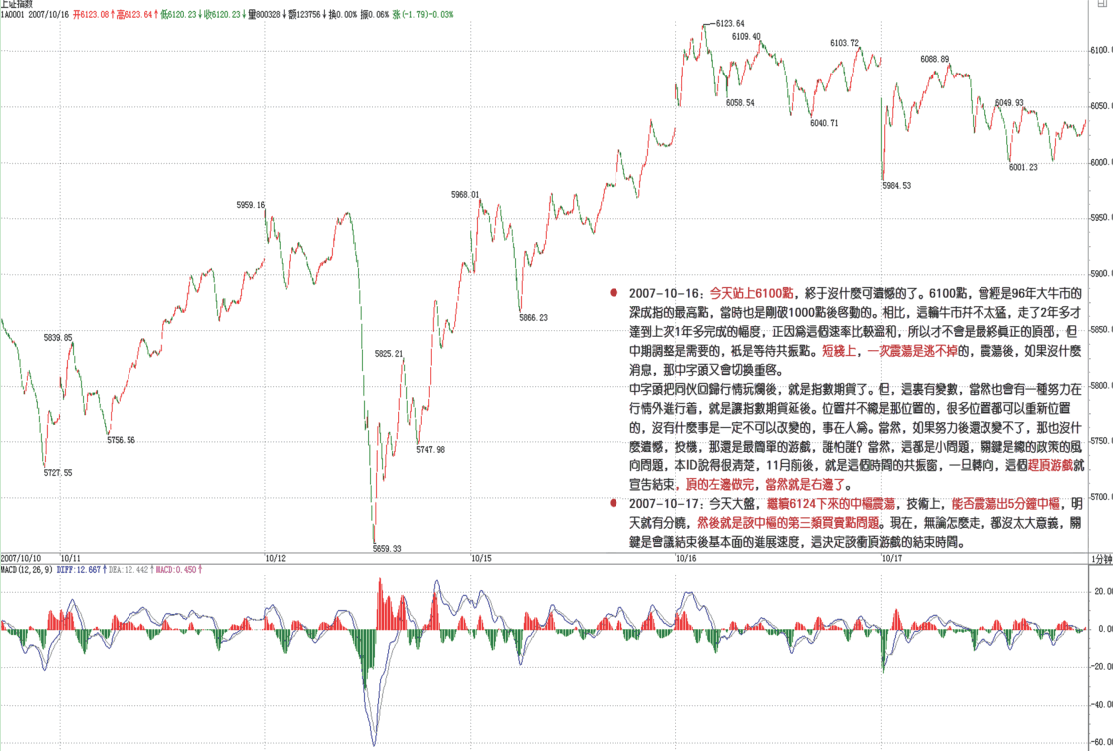 上证指数
1A0001 2007/10/16 开6123.08↑高6123.64↑低6120.23↓收6120.23↓量800328↓额123756↓换0.00% 振0.06% 涨(-1.79)-0.03%
6123.64
6109.40
6103.72
6100.0
6088.89
6058.54
6049.93
6050.0
6040.71
6001.23
6000.0
5984.53
5968.01
5959.16
5950.0
5900.0
5866.23
5850.0
5839.85
5825.21
5800.0
5756.56
5747.98
5750.0
5727.55
5700.0
5659.33
2007-10-16：今天站上6100點，終于沒什麼可遺憾的了。6100點，曾經是96年大牛市的
深成指的最高點，當時也是剛破1000點後啓動的。相比，這輪牛市并不太猛，走了2年多才
達到上次1年多完成的幅度，正因爲這個速率比較溫和，所以才不會是最終眞正的頂部，但
中期調整是需要的，衹是等待共振點。短綫上，一次震蕩是逃不掉的，震蕩後，如果沒什麼
消息，那中字頭又會切換重啓。
中字頭把同伙回歸行情玩爛後，就是指數期貨了。但，這裏有變數，當然也會有一種努力在
行情外進行着，就是讓指數期貨延後。位置并不總是那位置的，很多位置都可以重新位置
的，沒有什麼事是一定不可以改變的，事在人爲。當然，如果努力後還改變不了，那也沒什
麼遺憾，投機，那還是最簡單的游戲，誰怕誰？當然，這都是小問題，關鍵是總的政策的風
向問題，本ID說得很清楚，11月前後，就是這個時間的共振窗，一旦轉向，這個趕頂游戲就
宣告結束，頂的左邊做完，當然就是右邊了。
2007-10-17：今天大盤，繼續6124下來的中樞震蕩，技術上，能否震蕩出5分鐘中樞，明
天就有分曉，然後就是該中樞的第三類買賣點問題。現在，無論怎麼走，都沒太大意義，關
鍵是會議結束後基本面的進展速度，這決定該衝頂游戲的結束時間。
2007/10/10 10/11 10/12 10/15 10/16 10/17 1分钟
MACD(12,26,9) DIFF:12.667↑DEA:12.442↑MACD:0.450↑
20.00
0.00
-20.00
-40.00
-60.00